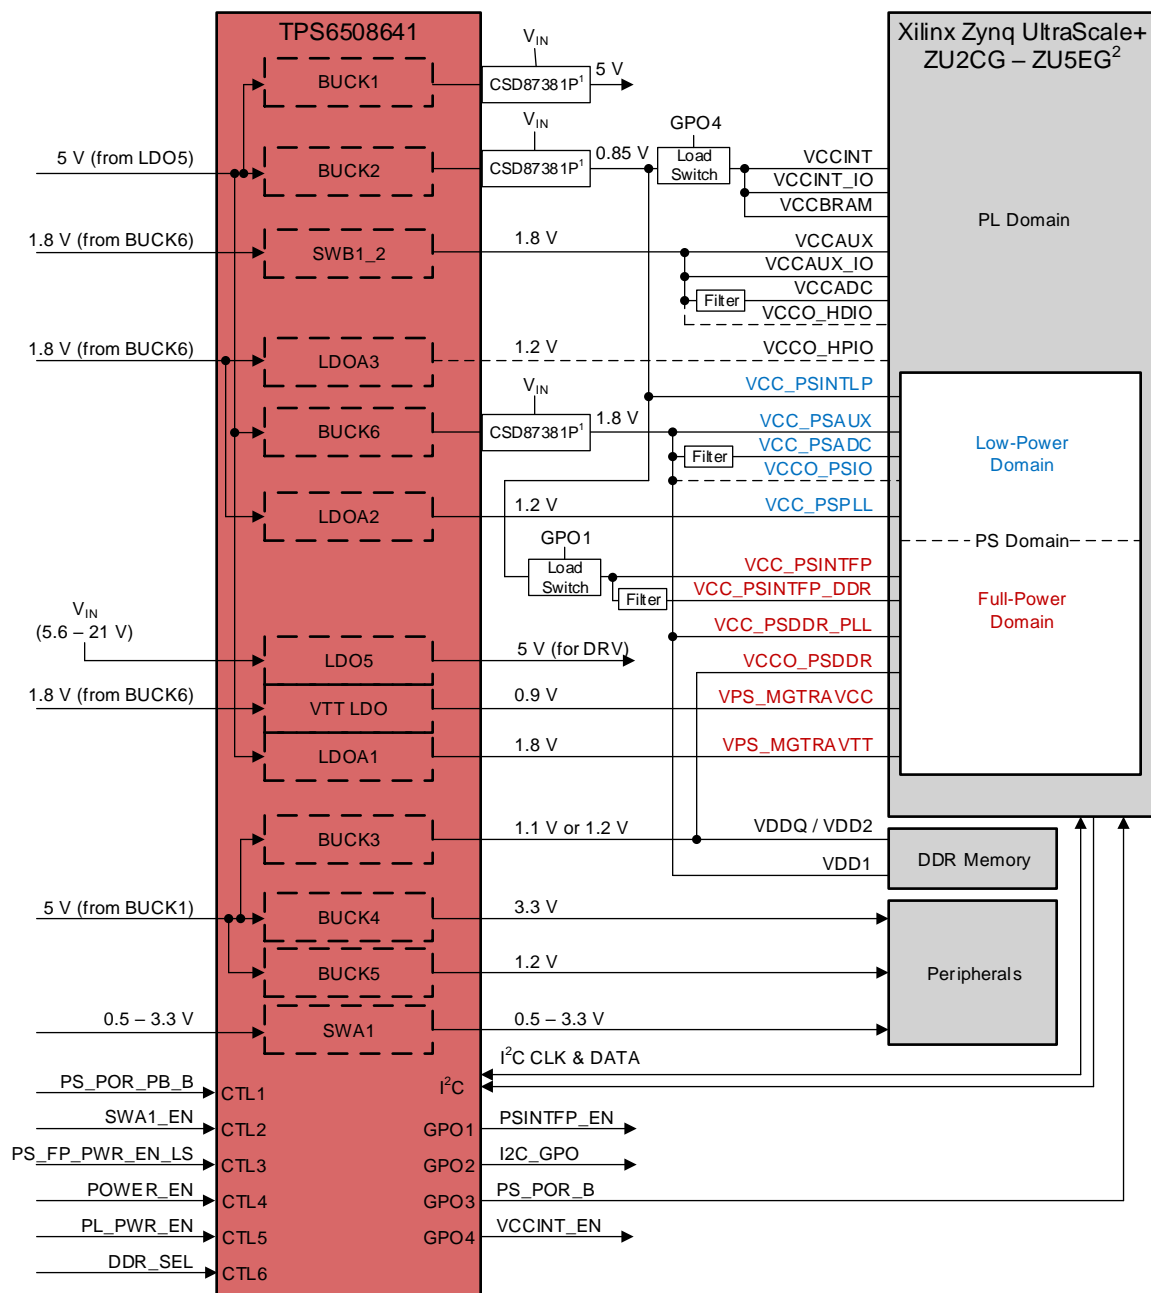 TPS6508641
Xilinx Zynq UltraScale+
ZU2CG – ZU5EG²
V_IN
BUCK1
CSD87381P¹
5 V
V_IN
GPO4
5 V (from LDO5)
BUCK2
CSD87381P¹
0.85 V
Load
Switch
VCCINT
VCCINT_IO
VCCBRAM
PL Domain
1.8 V (from BUCK6)
SWB1_2
1.8 V
VCCAUX
VCCAUX_IO
Filter
VCCADC
VCCO_HDIO
1.8 V (from BUCK6)
LDOA3
1.2 V
VCCO_HPIO
V_IN
VCC_PSINTLP
BUCK6
CSD87381P¹
1.8 V
VCC_PSAUX
Filter
VCC_PSADC
VCCO_PSIO
Low-Power
Domain
LDOA2
1.2 V
VCC_PSPLL
GPO1
PS Domain
Load
Switch
VCC_PSINTFP
Filter
VCC_PSINTFP_DDR
Full-Power
Domain
V_IN
(5.6 – 21 V)
VCC_PSDDR_PLL
LDO5
5 V (for DRV)
VCCO_PSDDR
1.8 V (from BUCK6)
VTT LDO
0.9 V
VPS_MGTRAVCC
LDOA1
1.8 V
VPS_MGTRAVTT
BUCK3
1.1 V or 1.2 V
VDDQ / VDD2
VDD1
DDR Memory
5 V (from BUCK1)
BUCK4
3.3 V
BUCK5
1.2 V
Peripherals
0.5 – 3.3 V
SWA1
0.5 – 3.3 V
I²C CLK & DATA
PS_POR_PB_B
CTL1
I²C
SWA1_EN
CTL2
GPO1
PSINTFP_EN
PS_FP_PWR_EN_LS
CTL3
GPO2
I2C_GPO
POWER_EN
CTL4
GPO3
PS_POR_B
PL_PWR_EN
CTL5
GPO4
VCCINT_EN
DDR_SEL
CTL6